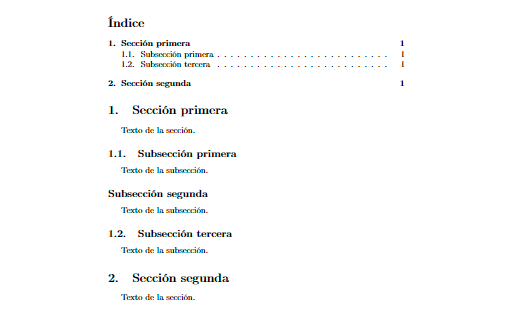 Índice
1. Sección primera 1
1.1. Subsección primera . . . . . . . . . . . . . . . . . . . . . . . . . . 1
1.2. Subsección tercera . . . . . . . . . . . . . . . . . . . . . . . . . . 1
2. Sección segunda 1
1. Sección primera
Texto de la sección.
1.1. Subsección primera
Texto de la subsección.
Subsección segunda
Texto de la subsección.
1.2. Subsección tercera
Texto de la subsección.
2. Sección segunda
Texto de la sección.